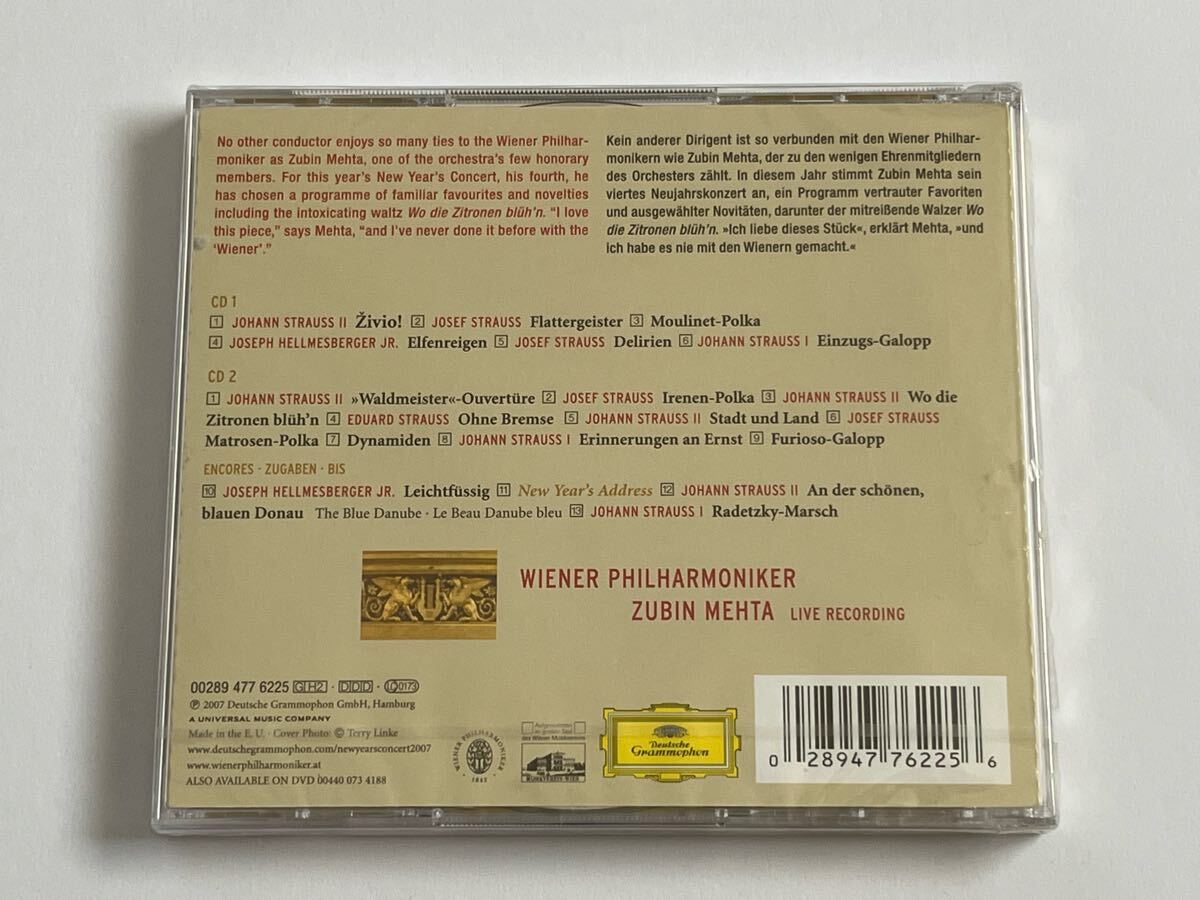 No other conductor enjoys so many ties to the Wiener Philhar-
moniker as Zubin Mehta, one of the orchestra's few honorary
members. For this year's New Year's Concert, his fourth, he
has chosen a programme of familiar favourites and novelties
including the intoxicating waltz Wo die Zitronen blüh'n. "I love
this piece," says Mehta, "and I've never done it before with the
'Wiener'."
Kein anderer Dirigent ist so verbunden mit den Wiener Philhar-
monikern wie Zubin Mehta, der zu den wenigen Ehrenmitgliedern
des Orchesters zählt. In diesem Jahr stimmt Zubin Mehta sein
viertes Neujahrskonzert an, ein Programm vertrauter Favoriten
und ausgewählter Novitäten, darunter der mitreißende Walzer Wo
die Zitronen blüh'n. »Ich liebe dieses Stück«, erklärt Mehta, »und
ich habe es nie mit den Wienern gemacht.«
CD 1
1 JOHANN STRAUSS II Živio! 2 JOSEF STRAUSS Flattergeister 3 Moulinet-Polka
4 JOSEPH HELLMESBERGER JR. Elfenreigen 5 JOSEF STRAUSS Delirien 6 JOHANN STRAUSS I Einzugs-Galopp
CD 2
1 JOHANN STRAUSS II »Waldmeister«-Ouvertüre 2 JOSEF STRAUSS Irenen-Polka 3 JOHANN STRAUSS II Wo die
Zitronen blüh'n 4 EDUARD STRAUSS Ohne Bremse 5 JOHANN STRAUSS II Stadt und Land 6 JOSEF STRAUSS
Matrosen-Polka 7 Dynamiden 8 JOHANN STRAUSS I Erinnerungen an Ernst 9 Furioso-Galopp
ENCORES · ZUGABEN · BIS
10 JOSEPH HELLMESBERGER JR. Leichtfüssig 11 New Year's Address 12 JOHANN STRAUSS II An der schönen,
blauen Donau The Blue Danube · Le Beau Danube bleu 13 JOHANN STRAUSS I Radetzky-Marsch
WIENER PHILHARMONIKER
ZUBIN MEHTA LIVE RECORDING
00289 477 6225 GH2 · DDD · LC0173
℗ 2007 Deutsche Grammophon GmbH, Hamburg
A UNIVERSAL MUSIC COMPANY
Made in the E. U. · Cover Photo: © Terry Linke
www.deutschegrammophon.com/newyearsconcert2007
www.wienerphilharmoniker.at
ALSO AVAILABLE ON DVD 00440 073 4188
WIENER PHILHARMONIKER
1842
Aufgenommen
im großen Saal
des Wiener Musikvereins
MUSIKVEREIN WIEN
Deutsche
Grammophon
0 28947 76225 6